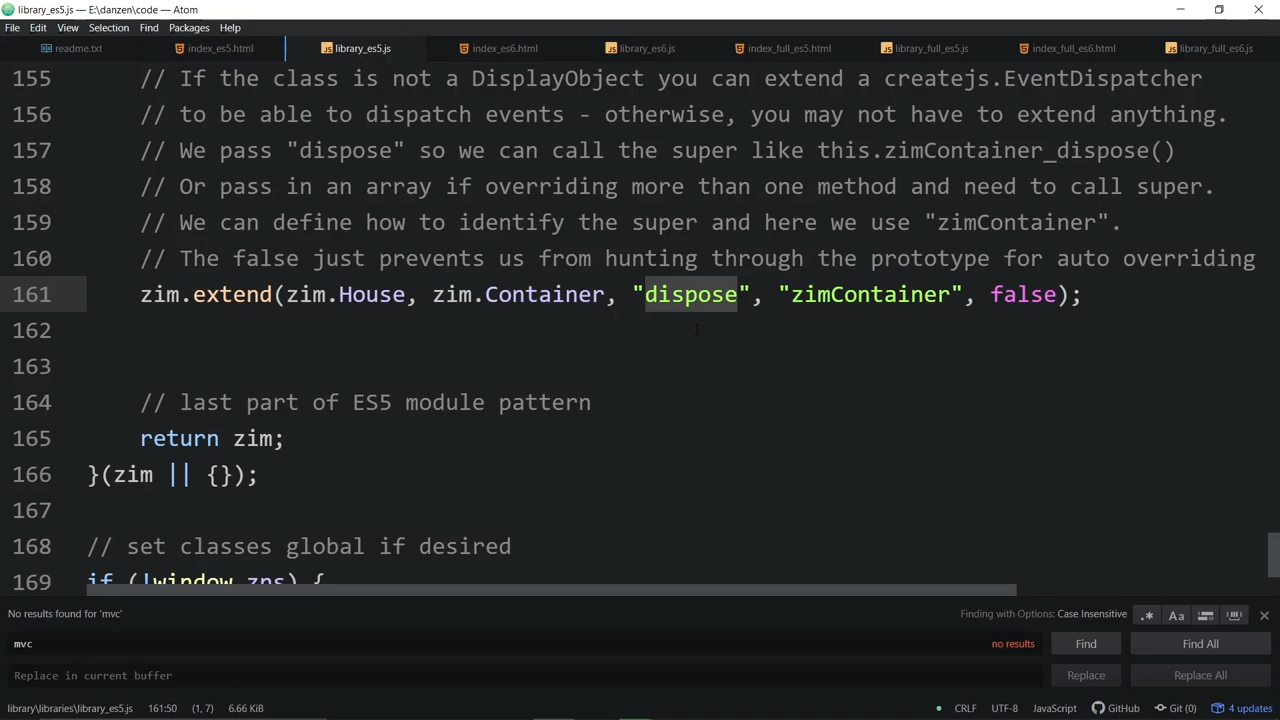 library_es5.js — E:\danzen\code — Atom
File Edit View Selection Find Packages Help
readme.txt index_es5.html library_es5.js index_es6.html library_es6.js index_full_es5.html library_full_es5.js index_full_es6.html library_full_es6.js
155 // If the class is not a DisplayObject you can extend a createjs.EventDispatcher
156 // to be able to dispatch events - otherwise, you may not have to extend anything.
157 // We pass "dispose" so we can call the super like this.zimContainer_dispose()
158 // Or pass in an array if overriding more than one method and need to call super.
159 // We can define how to identify the super and here we use "zimContainer".
160 // The false just prevents us from hunting through the prototype for auto overriding
161 zim.extend(zim.House, zim.Container, "dispose", "zimContainer", false);
162
163
164 // last part of ES5 module pattern
165 return zim;
166 }(zim || {});
167
168 // set classes global if desired
169 if (!window.zns) {
No results found for 'mvc' Finding with Options: Case Insensitive .* Aa
mvc no results Find Find All
Replace in current buffer Replace Replace All
library\libraries\library_es5.js 161:50 (1, 7) 6.66 KiB CRLF UTF-8 JavaScript GitHub Git (0) 4 updates